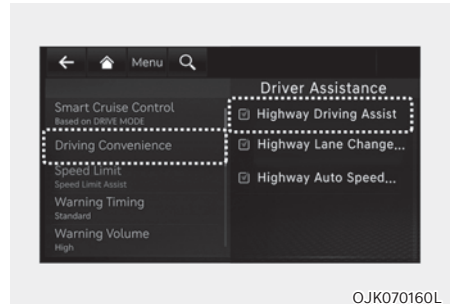 Menu
Driver Assistance
Smart Cruise Control
Based on DRIVE MODE
Highway Driving Assist
Driving Convenience
Highway Lane Change...
Speed Limit
Speed Limit Assist
Highway Auto Speed...
Warning Timing
Standard
Warning Volume
High
OJK070160L